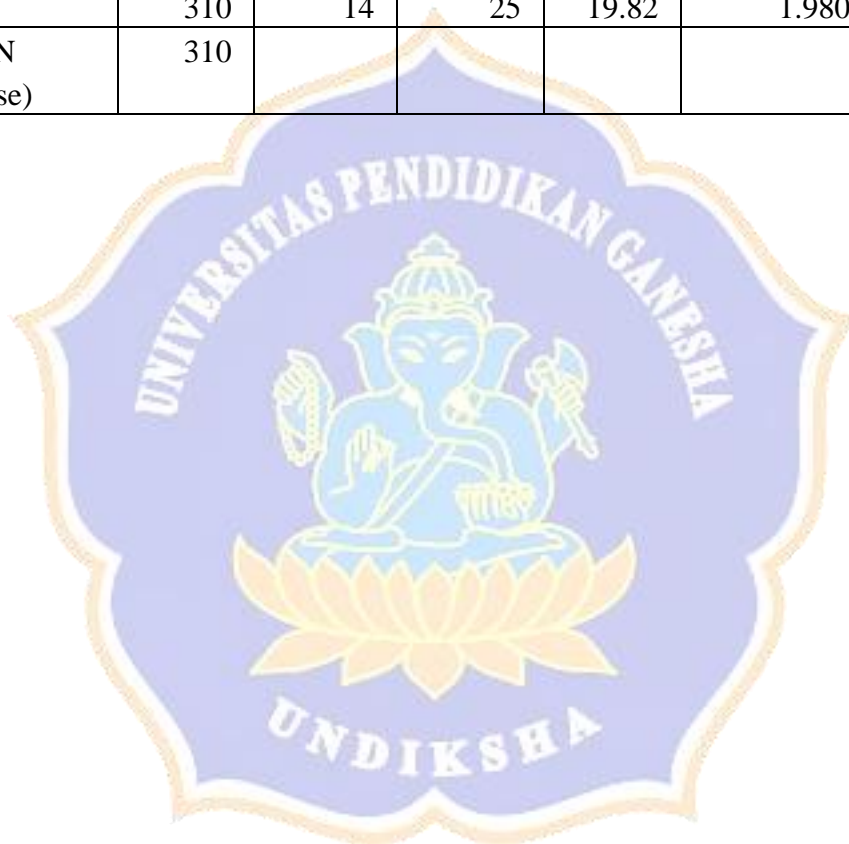 310 14 25 19.82 1.980
N 310
se)
UNIVERSITAS PENDIDIKAN GANESHA
UNDIKSHA